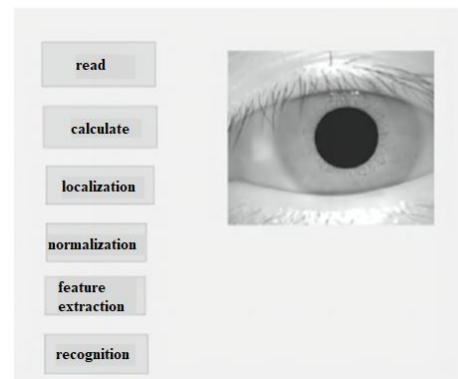 read
calculate
localization
normalization
feature
extraction
recognition